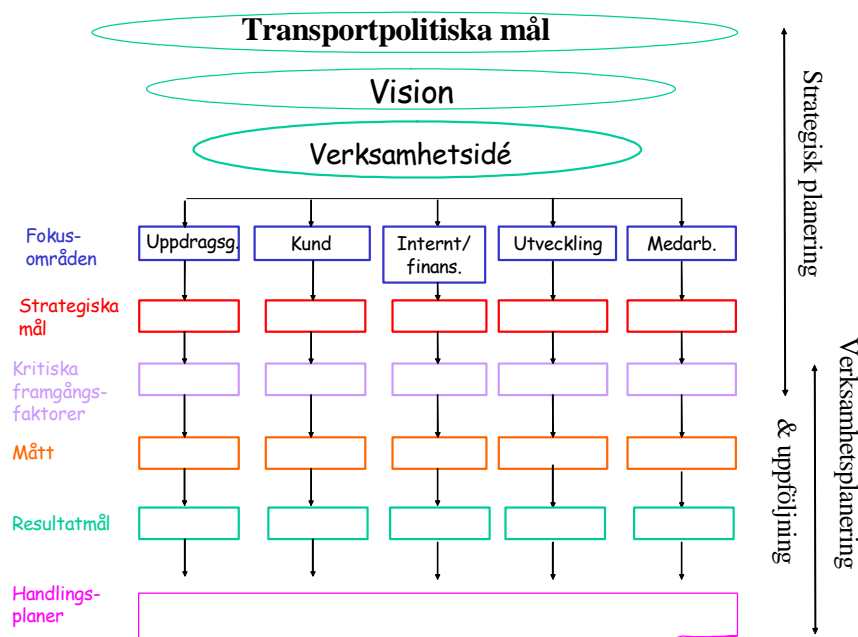 Transportpolitiska mål
Vision
Verksamhetsidé
Fokus-
områden
Uppdragsg.
Kund
Internt/
finans.
Utveckling
Medarb.
Strategiska
mål
Kritiska
framgångs-
faktorer
Mått
Resultatmål
Handlings-
planer
Strategisk planering
Verksamhetsplanering
& uppföljning